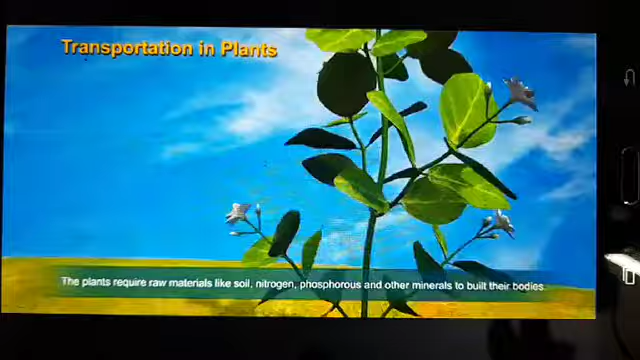 Transportation in Plants
The plants require raw materials like soil, nitrogen, phosphorous and other minerals to built their bodies.